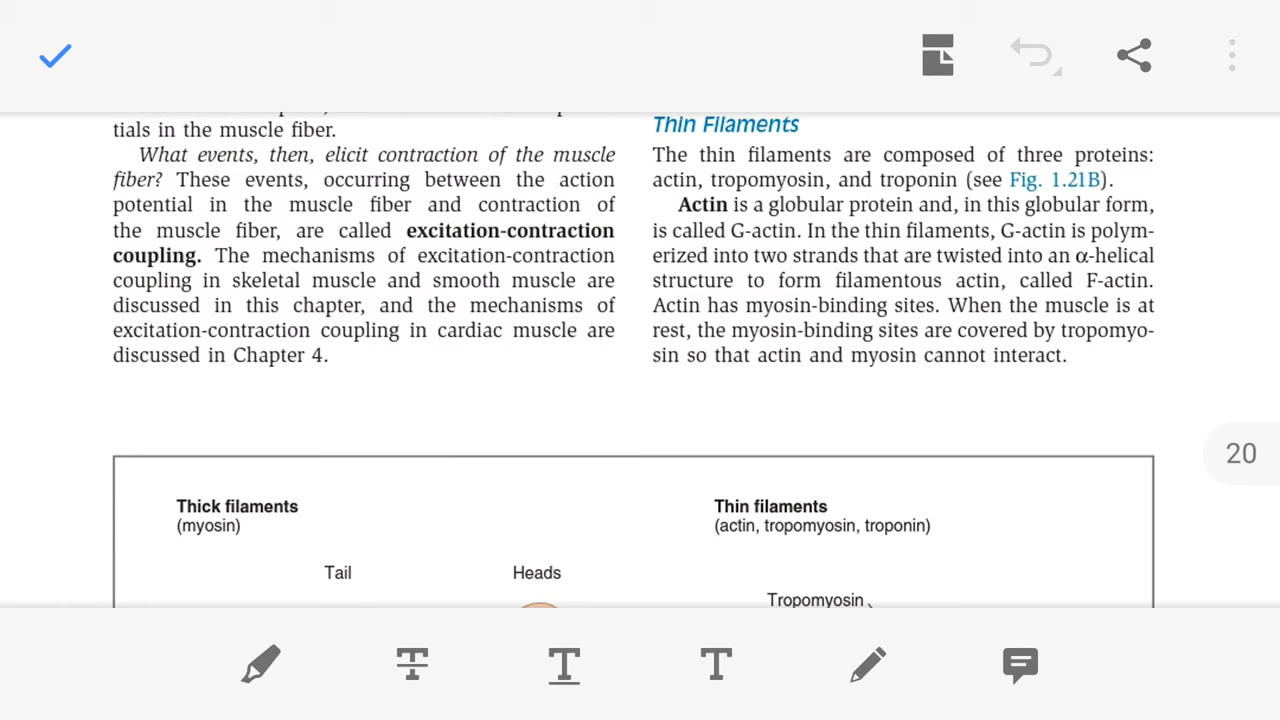 tials in the muscle fiber.
What events, then, elicit contraction of the muscle
fiber? These events, occurring between the action
potential in the muscle fiber and contraction of
the muscle fiber, are called excitation-contraction
coupling. The mechanisms of excitation-contraction
coupling in skeletal muscle and smooth muscle are
discussed in this chapter, and the mechanisms of
excitation-contraction coupling in cardiac muscle are
discussed in Chapter 4.
Thin Filaments
The thin filaments are composed of three proteins:
actin, tropomyosin, and troponin (see Fig. 1.21B).
Actin is a globular protein and, in this globular form,
is called G-actin. In the thin filaments, G-actin is polym-
erized into two strands that are twisted into an α-helical
structure to form filamentous actin, called F-actin.
Actin has myosin-binding sites. When the muscle is at
rest, the myosin-binding sites are covered by tropomyo-
sin so that actin and myosin cannot interact.
20
Thick filaments
(myosin)
Tail
Heads
Thin filaments
(actin, tropomyosin, troponin)
Tropomyosin